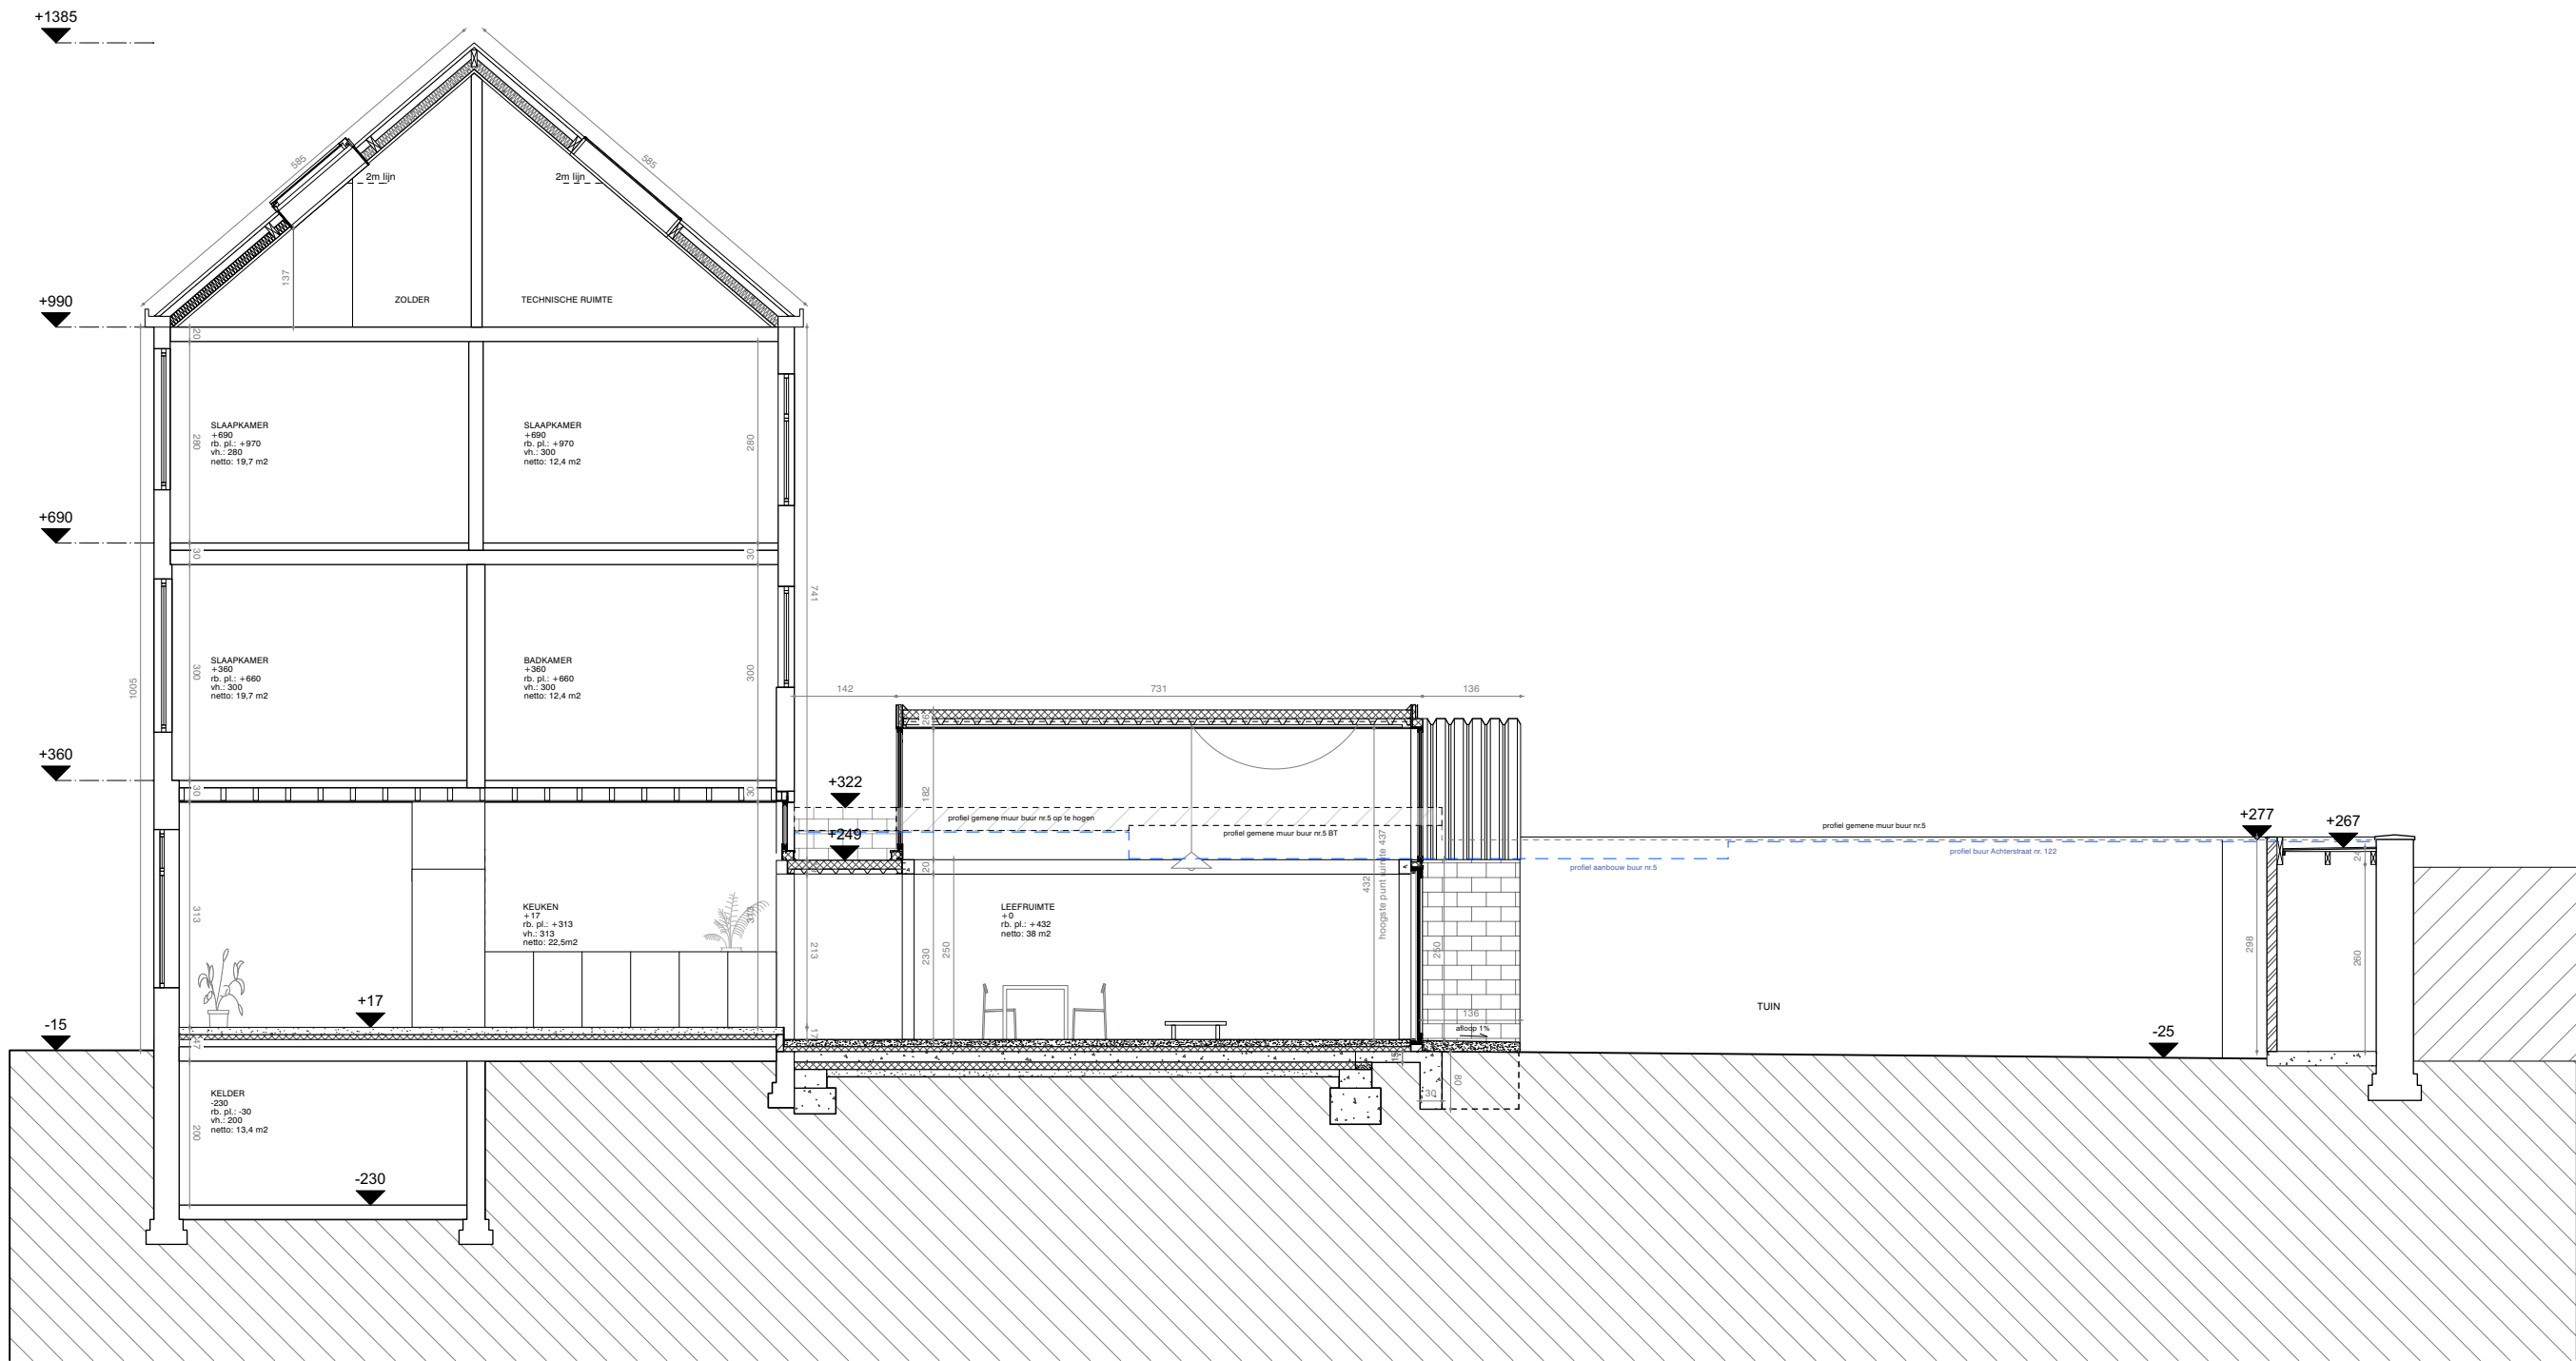 +1385
585
585
2m lijn
2m lijn
137
ZOLDER
TECHNISCHE RUIMTE
+990
20
SLAAPKAMER
+690
rb. pl.: +970
vh.: 280
netto: 19,7 m2
280
SLAAPKAMER
+690
rb. pl.: +970
vh.: 300
netto: 12,4 m2
280
+690
30
30
741
1005
SLAAPKAMER
+360
rb. pl.: +660
vh.: 300
netto: 19,7 m2
300
BADKAMER
+360
rb. pl.: +660
vh.: 300
netto: 12,4 m2
300
142
731
136
26
+360
30
30
+322
182
profiel gemene muur buur nr.5 op te hogen
profiel gemene muur buur nr.5 BT
+249
20
hoogste punt ruimte 437
432
profiel gemene muur buur nr.5
+277
+267
profiel buur Achterstraat nr. 122
profiel aanbouw buur nr.5
24
313
KEUKEN
+17
rb. pl.: +313
vh.: 313
netto: 22,5m2
313
213
230
250
LEEFRUIMTE
+0
rb. pl.: +432
netto: 38 m2
250
298
260
+17
TUIN
136
afloop 1%
-15
47
17
15
-25
KELDER
-230
rb. pl.: -30
vh.: 200
netto: 13,4 m2
200
30
80
-230